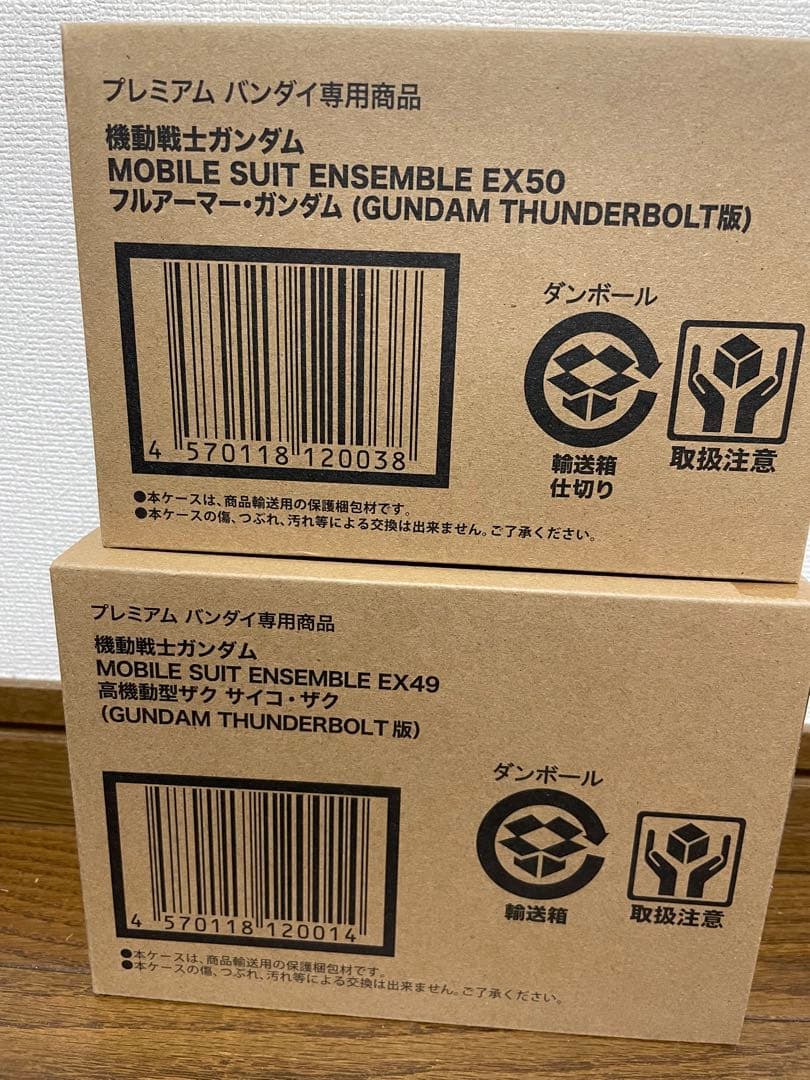 プレミアム バンダイ専用商品
機動戦士ガンダム
MOBILE SUIT ENSEMBLE EX50
フルアーマー・ガンダム (GUNDAM THUNDERBOLT版)
4 570118 120038
ダンボール
輸送箱
仕切り
取扱注意
●本ケースは、商品輸送用の保護梱包材です。
●本ケースの傷、つぶれ、汚れ等による交換は出来ません。ご了承ください。
プレミアム バンダイ専用商品
機動戦士ガンダム
MOBILE SUIT ENSEMBLE EX49
高機動型ザク サイコ・ザク
(GUNDAM THUNDERBOLT版)
4 570118 120014
ダンボール
輸送箱
取扱注意
●本ケースは、商品輸送用の保護梱包材です。
●本ケースの傷、つぶれ、汚れ等による交換は出来ません。ご了承ください。